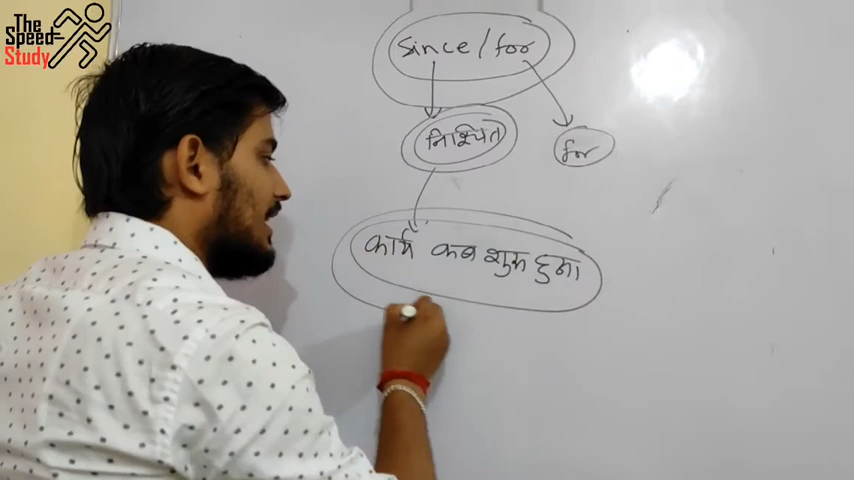 The
Speed
Study
Since/for
निश्चित
for
कार्य कब शुरू हुआ